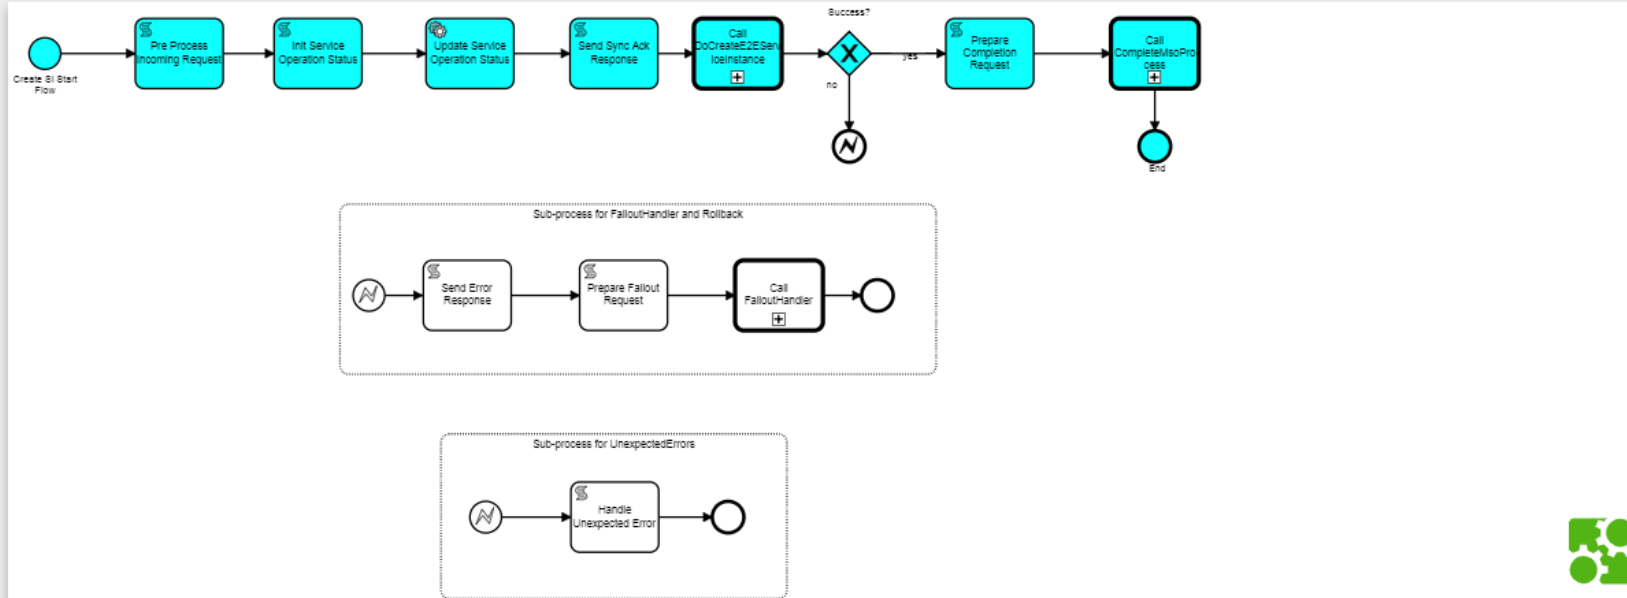 Success?
Pre Process
Incoming Request
Init Service
Operation Status
Update Service
Operation Status
Send Sync Ack
Response
Call
DoCreateE2EServ
iceInstance
Prepare
Completion
Request
Call
CompleteMsoPro
cess
Create SI Start
Flow
yes
no
End
Sub-process for FalloutHandler and Rollback
Send Error
Response
Prepare Fallout
Request
Call
FalloutHandler
Sub-process for UnexpectedErrors
Handle
Unexpected Error